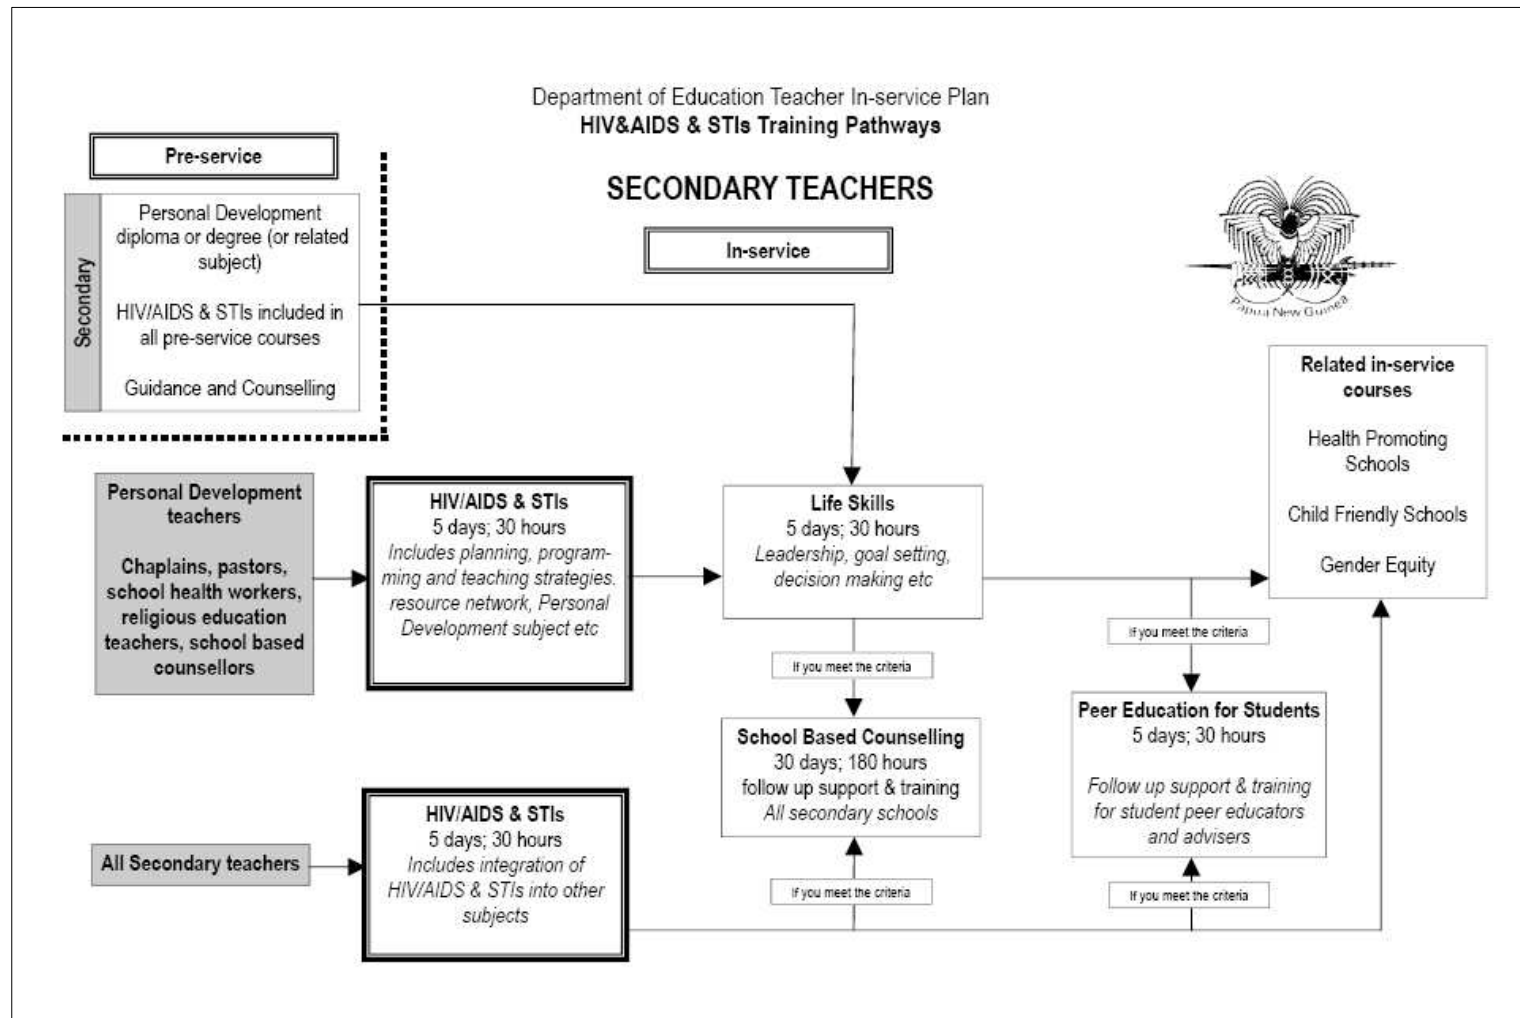 Department of Education Teacher In-service Plan
HIV&AIDS & STIs Training Pathways
Pre-service
SECONDARY TEACHERS
In-service
Secondary
Personal Development
diploma or degree (or related
subject)
HIV/AIDS & STIs included in
all pre-service courses
Guidance and Counselling
Papua New Guinea
Related in-service
courses
Health Promoting
Schools
Child Friendly Schools
Gender Equity
Personal Development
teachers
Chaplains, pastors,
school health workers,
religious education
teachers, school based
counsellors
HIV/AIDS & STIs
5 days; 30 hours
Includes planning, program-
ming and teaching strategies.
resource network, Personal
Development subject etc
Life Skills
5 days; 30 hours
Leadership, goal setting,
decision making etc
If you meet the criteria
If you meet the criteria
School Based Counselling
30 days; 180 hours
follow up support & training
All secondary schools
Peer Education for Students
5 days; 30 hours
Follow up support & training
for student peer educators
and advisers
All Secondary teachers
HIV/AIDS & STIs
5 days; 30 hours
Includes integration of
HIV/AIDS & STIs into other
subjects
If you meet the criteria
If you meet the criteria